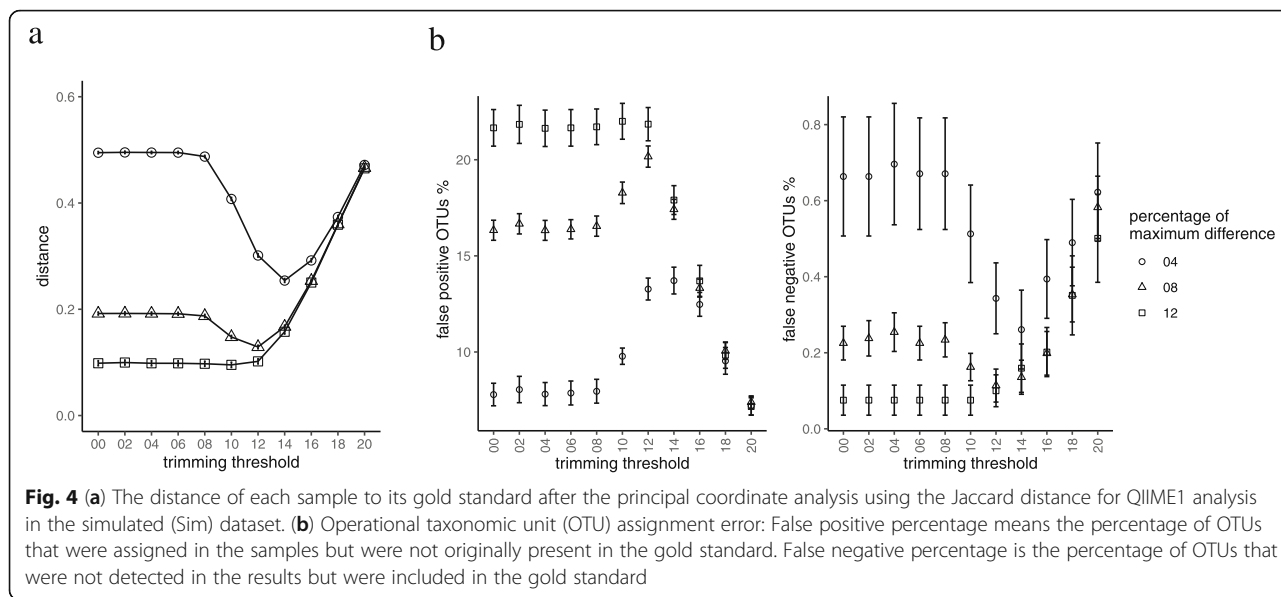 a
b
0.6
0.4
0.2
0.0
distance
00 02 04 06 08 10 12 14 16 18 20
trimming threshold
20
15
10
false positive OTUs %
00 02 04 06 08 10 12 14 16 18 20
trimming threshold
0.8
0.6
0.4
0.2
0.0
false negative OTUs %
00 02 04 06 08 10 12 14 16 18 20
trimming threshold
percentage of
maximum difference
04
08
12
Fig. 4 (a) The distance of each sample to its gold standard after the principal coordinate analysis using the Jaccard distance for QIIME1 analysis
in the simulated (Sim) dataset. (b) Operational taxonomic unit (OTU) assignment error: False positive percentage means the percentage of OTUs
that were assigned in the samples but were not originally present in the gold standard. False negative percentage is the percentage of OTUs that
were not detected in the results but were included in the gold standard